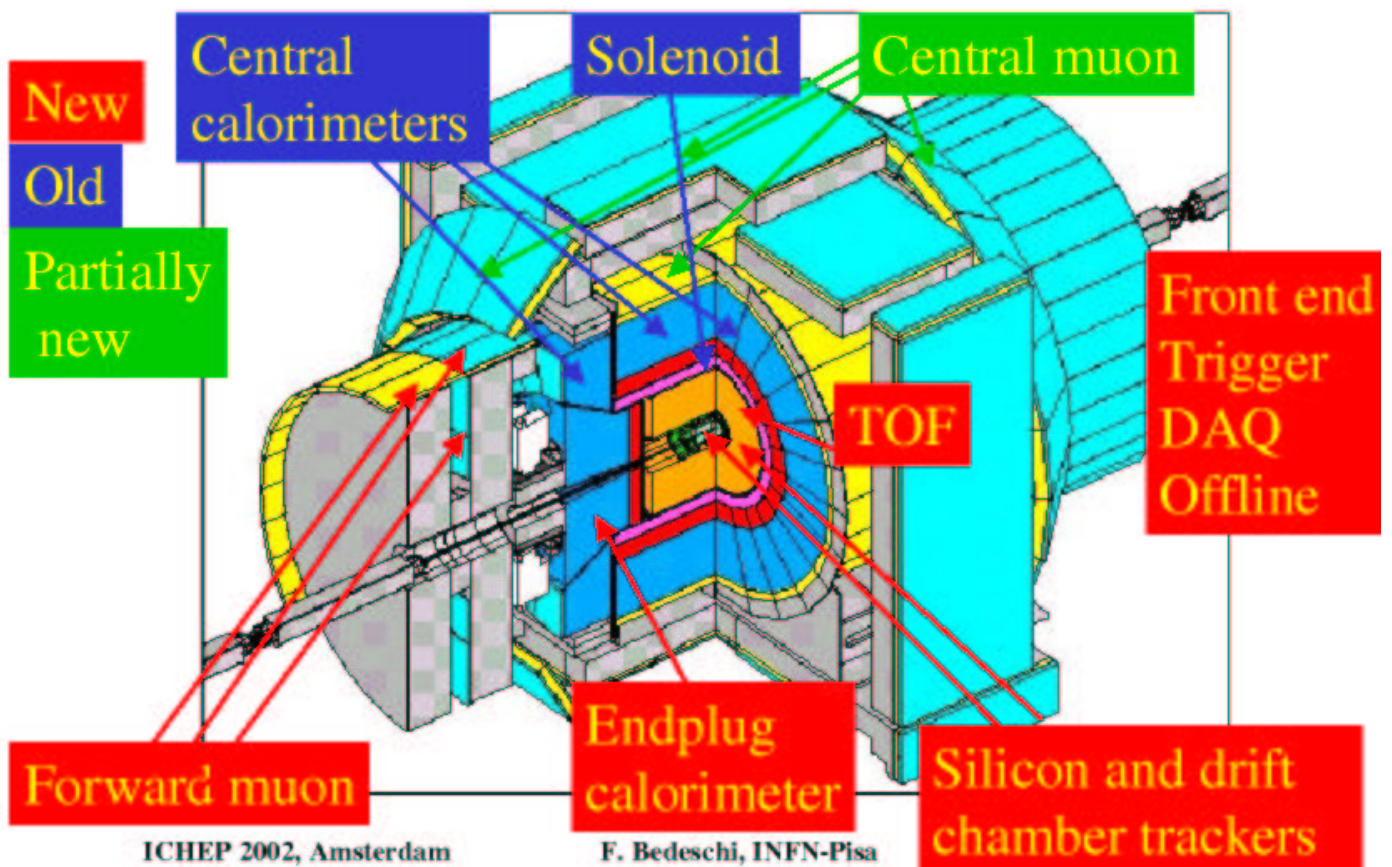 New
Old
Partially
new
Central
calorimeters
Solenoid
Central muon
TOF
Front end
Trigger
DAQ
Offline
Forward muon
Endplug
calorimeter
Silicon and drift
chamber trackers
ICHEP 2002, Amsterdam
F. Bedeschi, INFN-Pisa